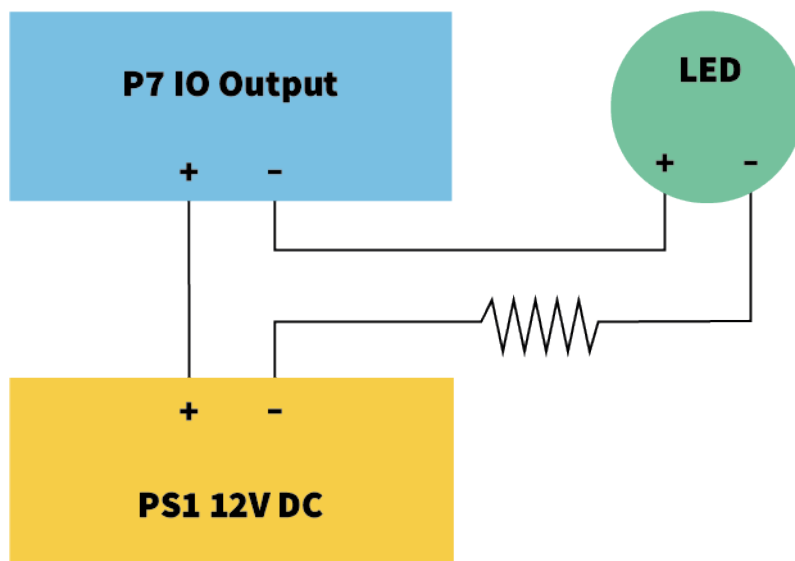 P7 IO Output
LED
+ −
+ −
+ −
PS1 12V DC